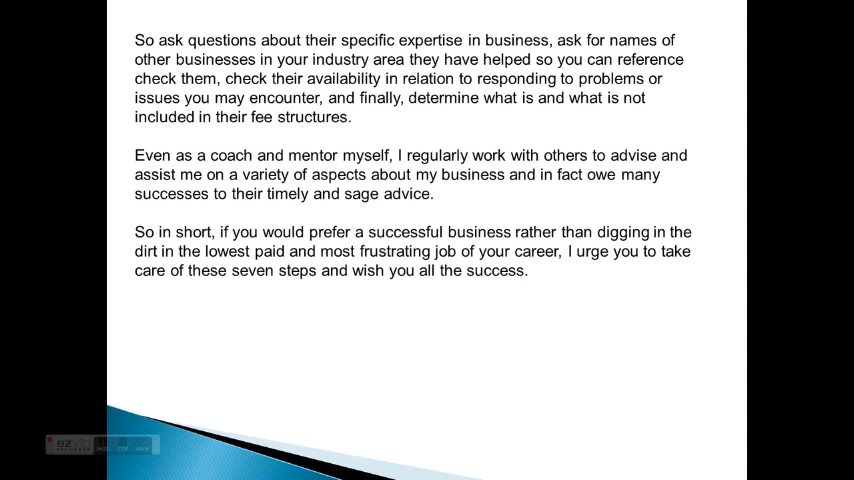 So ask questions about their specific expertise in business, ask for names of
other businesses in your industry area they have helped so you can reference
check them, check their availability in relation to responding to problems or
issues you may encounter, and finally, determine what is and what is not
included in their fee structures.
Even as a coach and mentor myself, I regularly work with others to advise and
assist me on a variety of aspects about my business and in fact owe many
successes to their timely and sage advice.
So in short, if you would prefer a successful business rather than digging in the
dirt in the lowest paid and most frustrating job of your career, I urge you to take
care of these seven steps and wish you all the success.